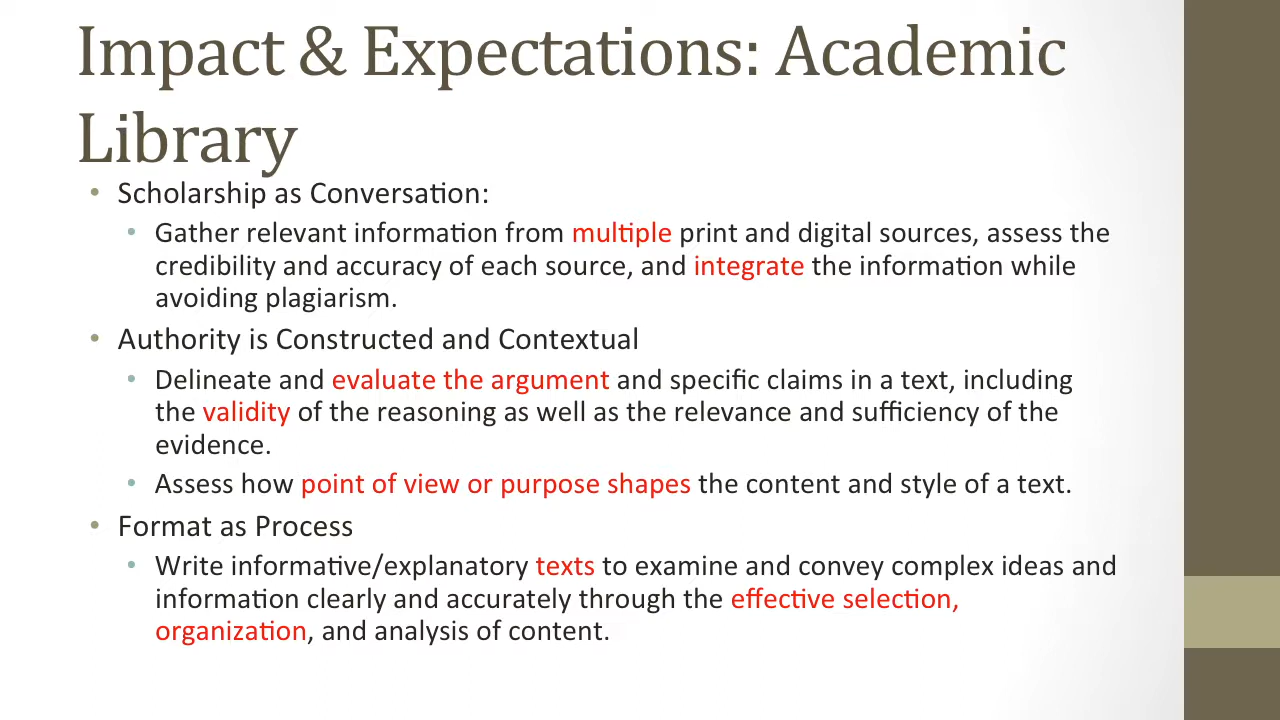 Impact & Expectations: Academic
Library
• Scholarship as Conversation:
• Gather relevant information from multiple print and digital sources, assess the
credibility and accuracy of each source, and integrate the information while
avoiding plagiarism.
• Authority is Constructed and Contextual
• Delineate and evaluate the argument and specific claims in a text, including
the validity of the reasoning as well as the relevance and sufficiency of the
evidence.
• Assess how point of view or purpose shapes the content and style of a text.
• Format as Process
• Write informative/explanatory texts to examine and convey complex ideas and
information clearly and accurately through the effective selection,
organization, and analysis of content.